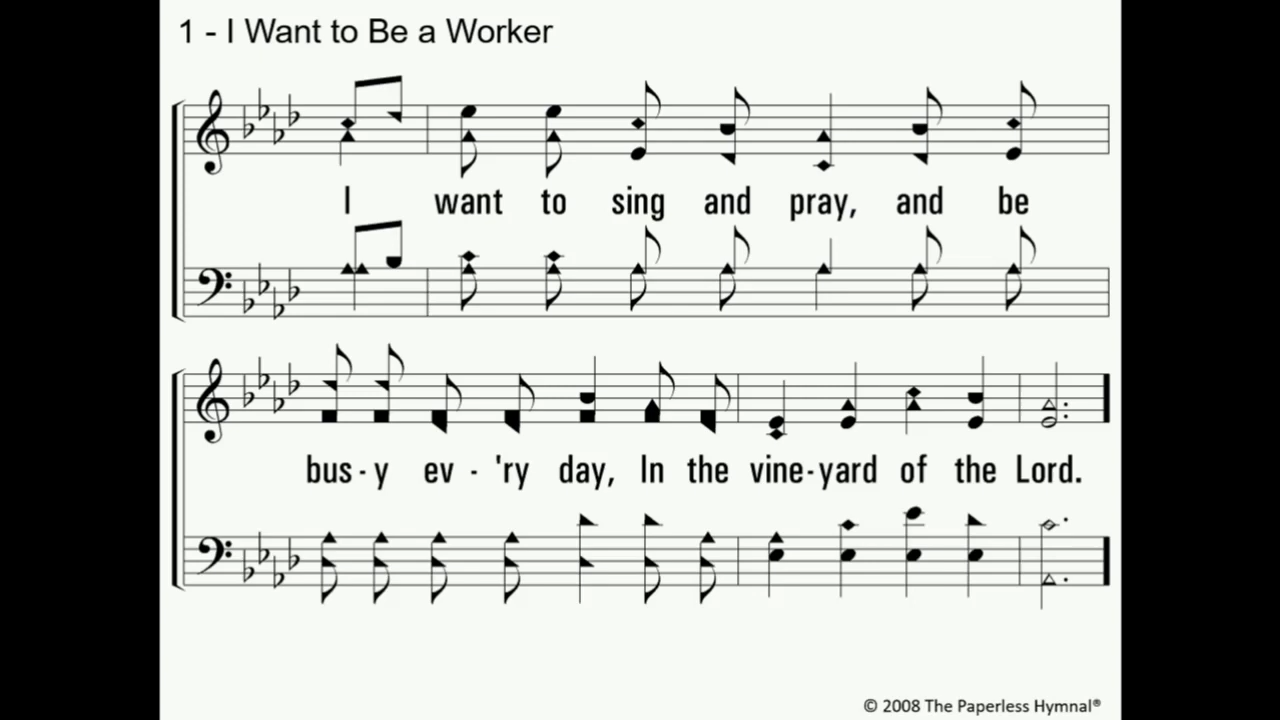 1 - I Want to Be a Worker
I want to sing and pray, and be
bus - y ev - 'ry day, In the vine - yard of the Lord.
© 2008 The Paperless Hymnal®